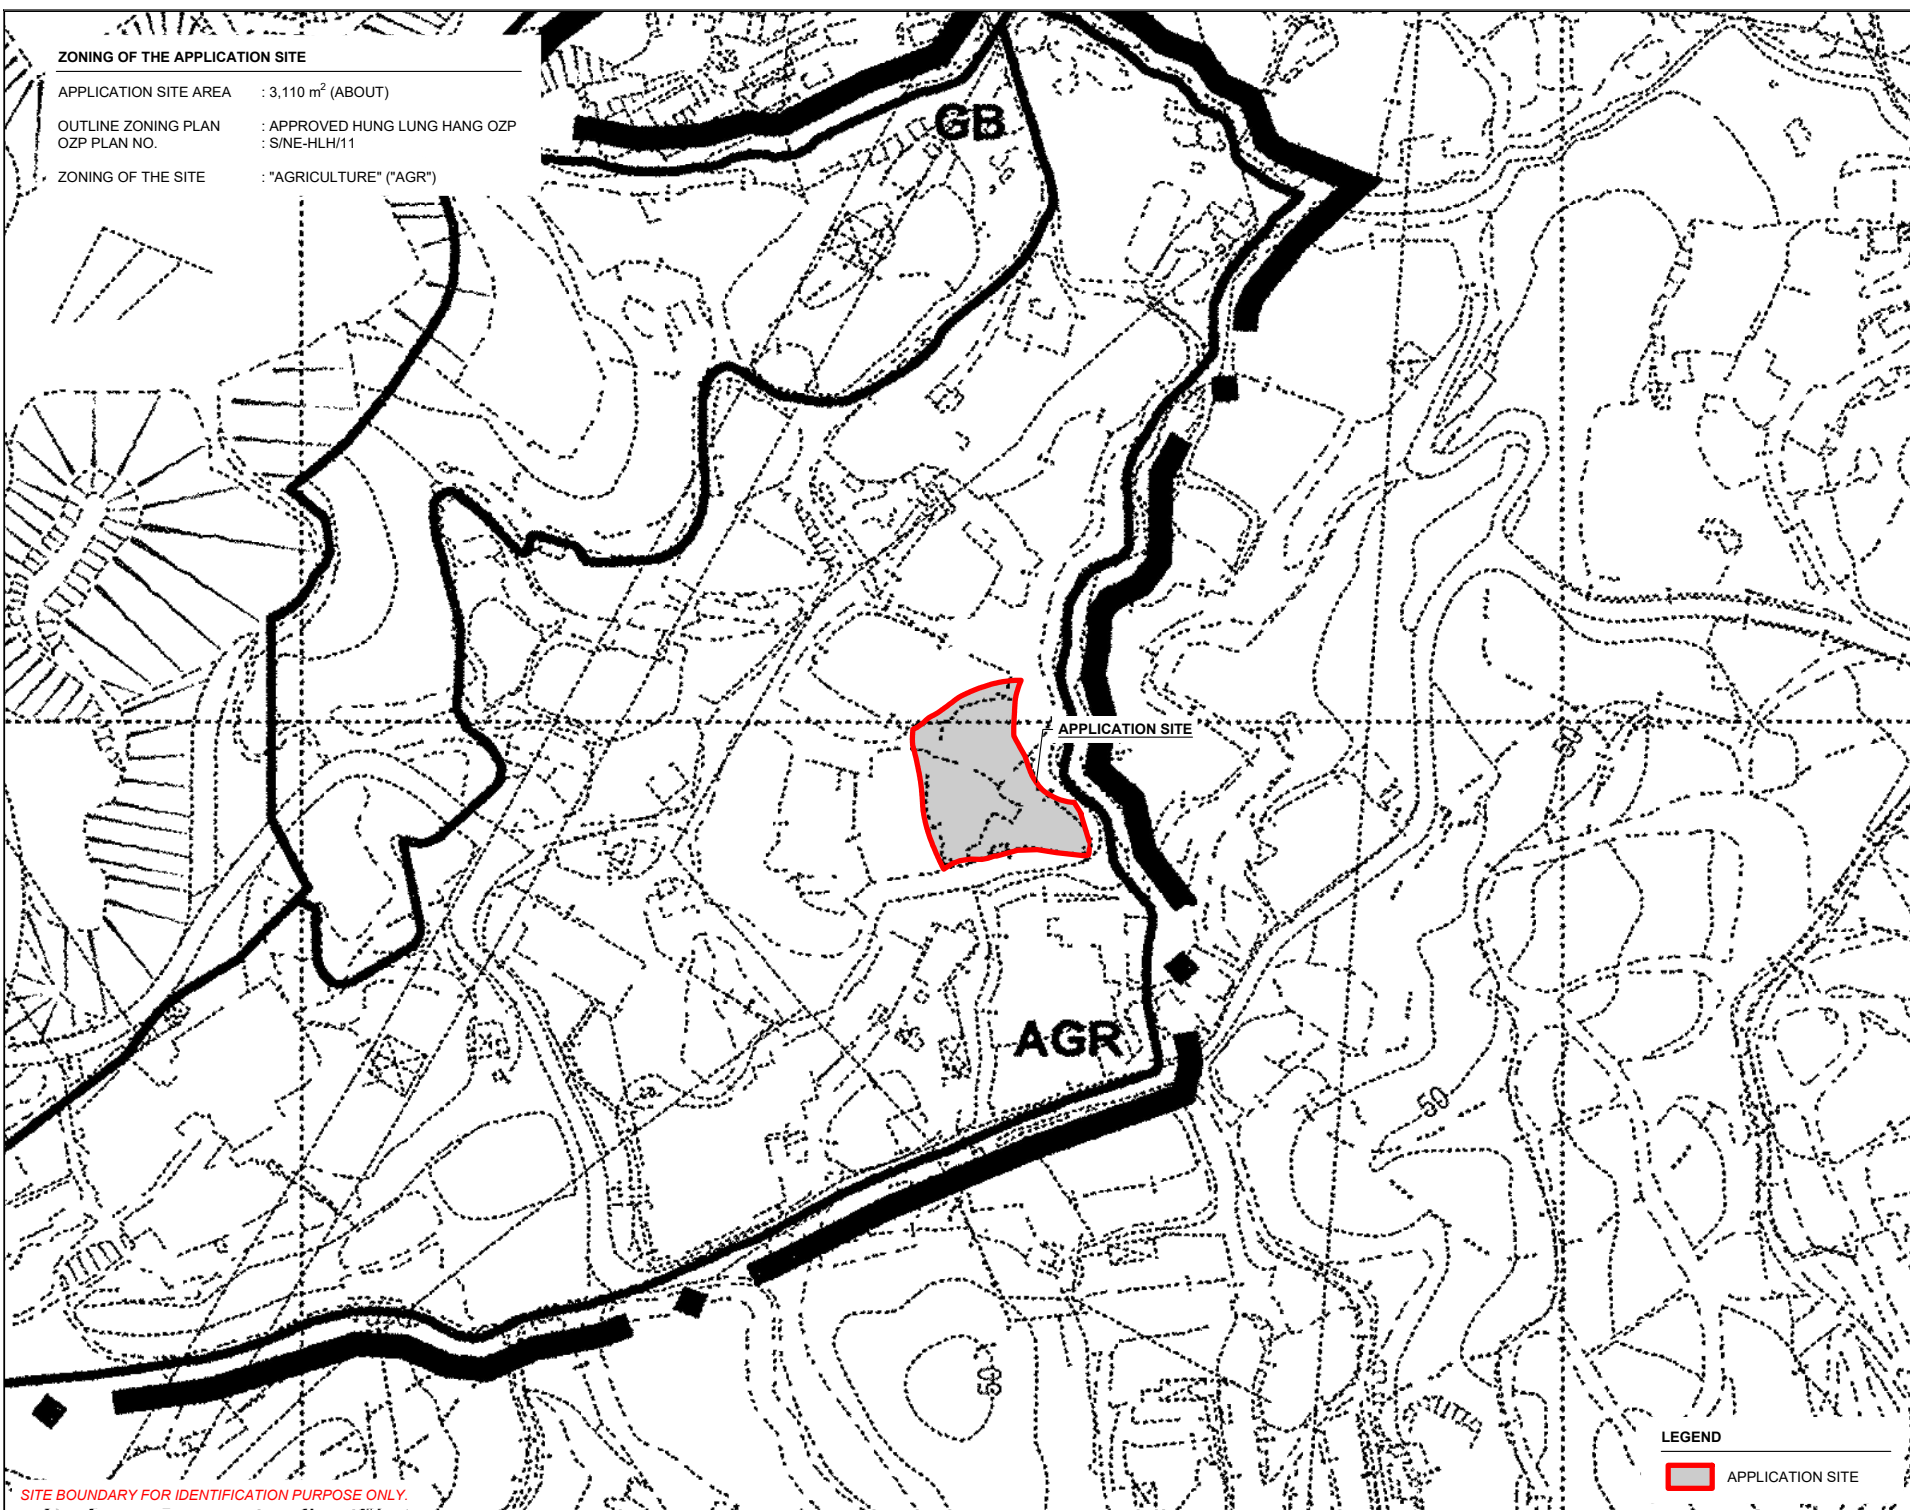 ZONING OF THE APPLICATION SITE
APPLICATION SITE AREA : 3,110 m² (ABOUT)
OUTLINE ZONING PLAN : APPROVED HUNG LUNG HANG OZP
OZP PLAN NO. : S/NE-HLH/11
ZONING OF THE SITE : "AGRICULTURE" ("AGR")
GB
APPLICATION SITE
50
AGR
50
50
LEGEND
APPLICATION SITE
SITE BOUNDARY FOR IDENTIFICATION PURPOSE ONLY.